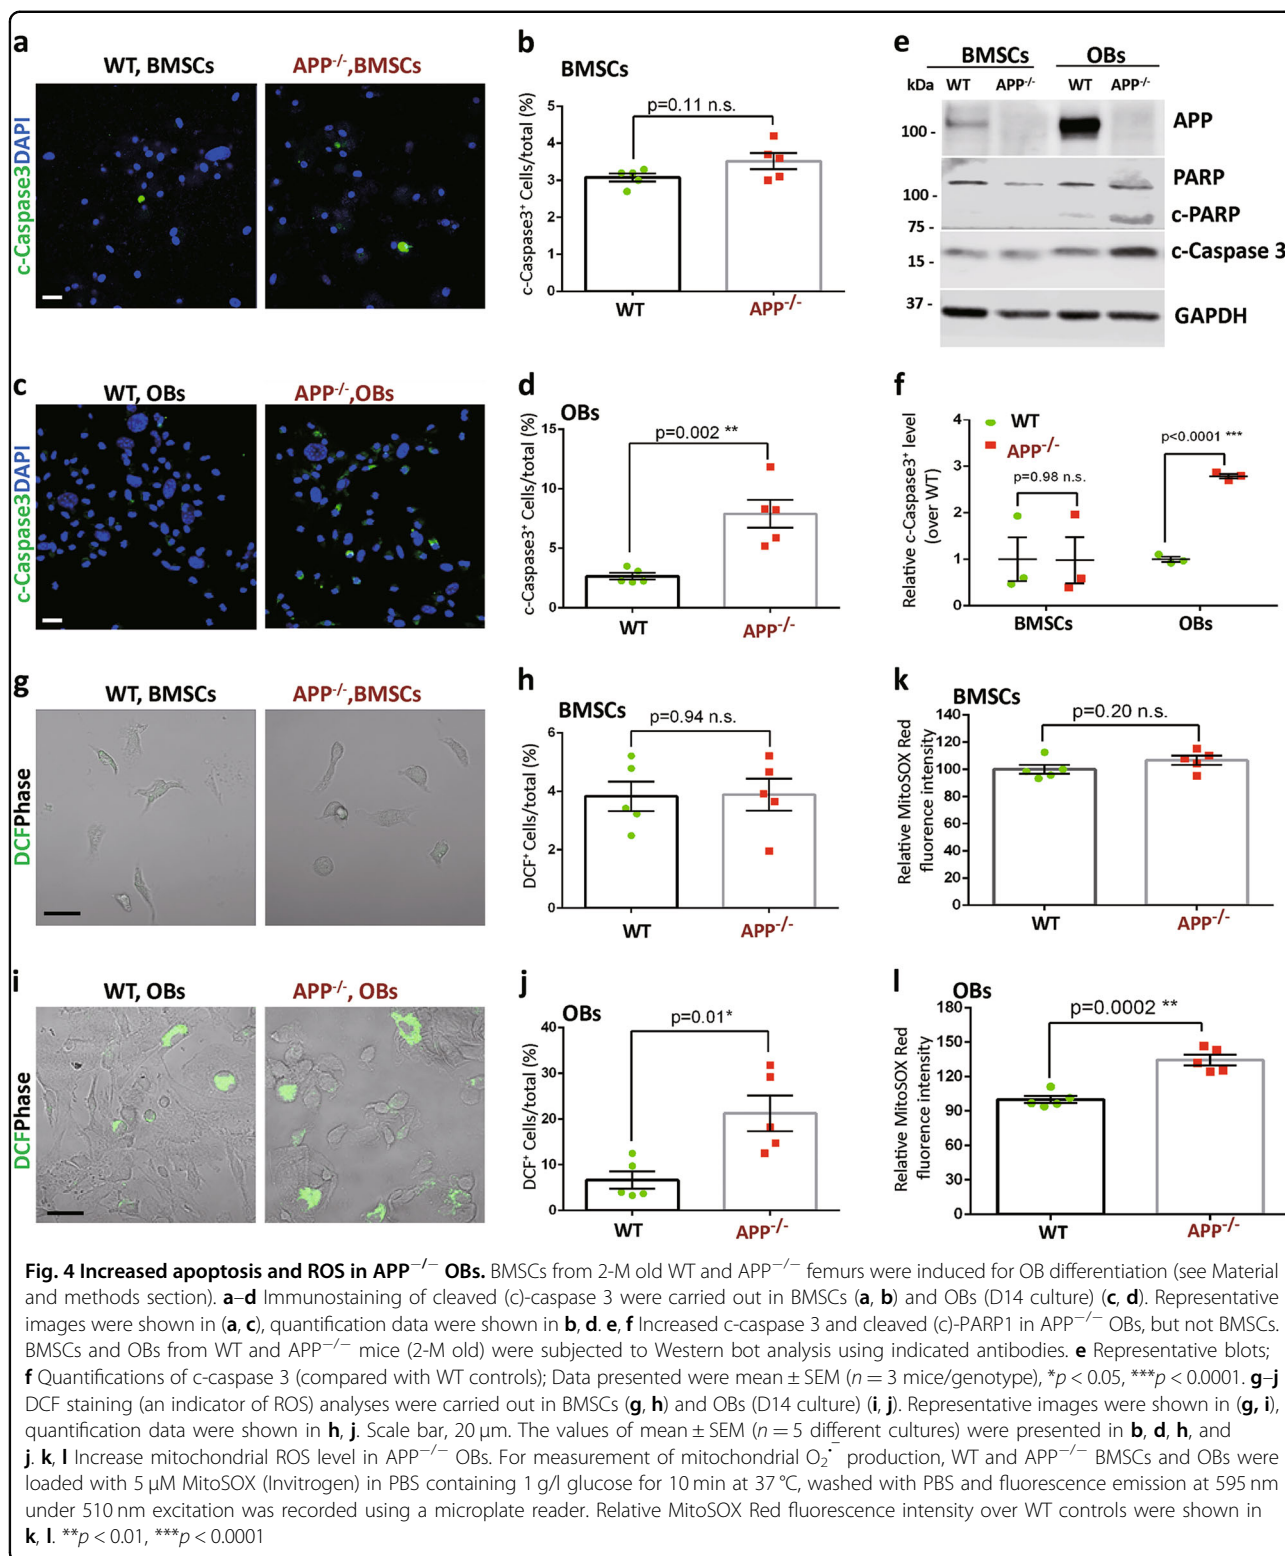 a
WT, BMSCs
APP⁻/⁻,BMSCs
c-Caspase3DAPI
b
BMSCs
p=0.11 n.s.
c-Caspase3⁺ Cells/total (%)
5
4
3
2
1
0
WT
APP⁻/⁻
e
BMSCs
OBs
kDa
WT
APP⁻/⁻
WT
APP⁻/⁻
100 -
APP
100 -
PARP
75 -
c-PARP
15 -
c-Caspase 3
37 -
GAPDH
c
WT, OBs
APP⁻/⁻,OBs
c-Caspase3DAPI
d
OBs
p=0.002 **
c-Caspase3⁺ Cells/total (%)
15
10
5
0
WT
APP⁻/⁻
f
WT
APP⁻/⁻
p=0.98 n.s.
p<0.0001 ***
Relative c-Caspase3⁺ level
(over WT)
4
3
2
1
0
BMSCs
OBs
g
WT, BMSCs
APP⁻/⁻,BMSCs
DCFPhase
h
BMSCs
p=0.94 n.s.
DCF⁺ Cells/total (%)
6
4
2
0
WT
APP⁻/⁻
k
BMSCs
p=0.20 n.s.
Relative MitoSOX Red
fluorence intensity
140
120
100
80
60
40
20
0
WT
APP⁻/⁻
i
WT, OBs
APP⁻/⁻, OBs
DCFPhase
j
OBs
p=0.01*
DCF⁺ Cells/total (%)
40
30
20
10
0
WT
APP⁻/⁻
l
OBs
p=0.0002 **
Relative MitoSOX Red
fluorence intensity
180
150
120
90
60
30
0
WT
APP⁻/⁻
Fig. 4 Increased apoptosis and ROS in APP⁻/⁻ OBs. BMSCs from 2-M old WT and APP⁻/⁻ femurs were induced for OB differentiation (see Material
and methods section). a–d Immunostaining of cleaved (c)-caspase 3 were carried out in BMSCs (a, b) and OBs (D14 culture) (c, d). Representative
images were shown in (a, c), quantification data were shown in b, d. e, f Increased c-caspase 3 and cleaved (c)-PARP1 in APP⁻/⁻ OBs, but not BMSCs.
BMSCs and OBs from WT and APP⁻/⁻ mice (2-M old) were subjected to Western bot analysis using indicated antibodies. e Representative blots;
f Quantifications of c-caspase 3 (compared with WT controls); Data presented were mean ± SEM (n = 3 mice/genotype), *p < 0.05, ***p < 0.0001. g–j
DCF staining (an indicator of ROS) analyses were carried out in BMSCs (g, h) and OBs (D14 culture) (i, j). Representative images were shown in (g, i),
quantification data were shown in h, j. Scale bar, 20 μm. The values of mean ± SEM (n = 5 different cultures) were presented in b, d, h, and
j. k, l Increase mitochondrial ROS level in APP⁻/⁻ OBs. For measurement of mitochondrial O₂˙⁻ production, WT and APP⁻/⁻ BMSCs and OBs were
loaded with 5 μM MitoSOX (Invitrogen) in PBS containing 1 g/l glucose for 10 min at 37 °C, washed with PBS and fluorescence emission at 595 nm
under 510 nm excitation was recorded using a microplate reader. Relative MitoSOX Red fluorescence intensity over WT controls were shown in
k, l. **p < 0.01, ***p < 0.0001